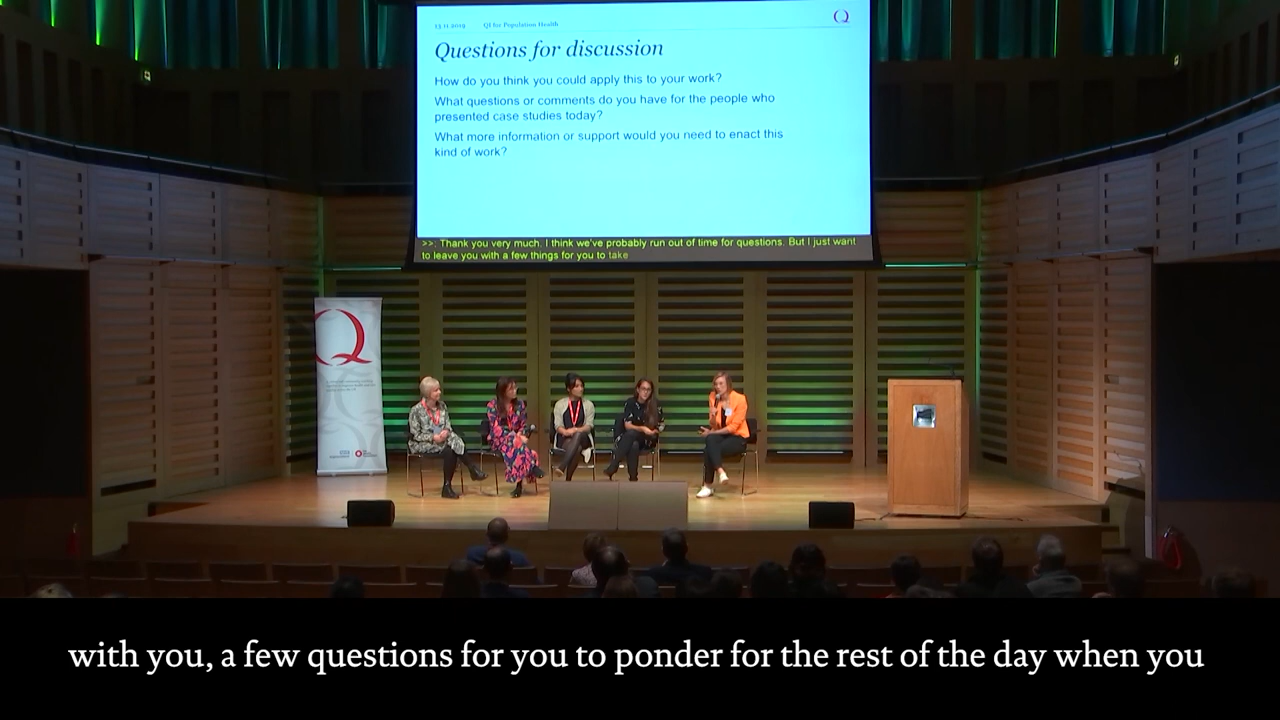 13.11.2019 QI for Population Health
Q
Questions for discussion
How do you think you could apply this to your work?
What questions or comments do you have for the people who
presented case studies today?
What more information or support would you need to enact this
kind of work?
>>: Thank you very much. I think we've probably run out of time for questions. But I just want
to leave you with a few things for you to take
Q
with you, a few questions for you to ponder for the rest of the day when you